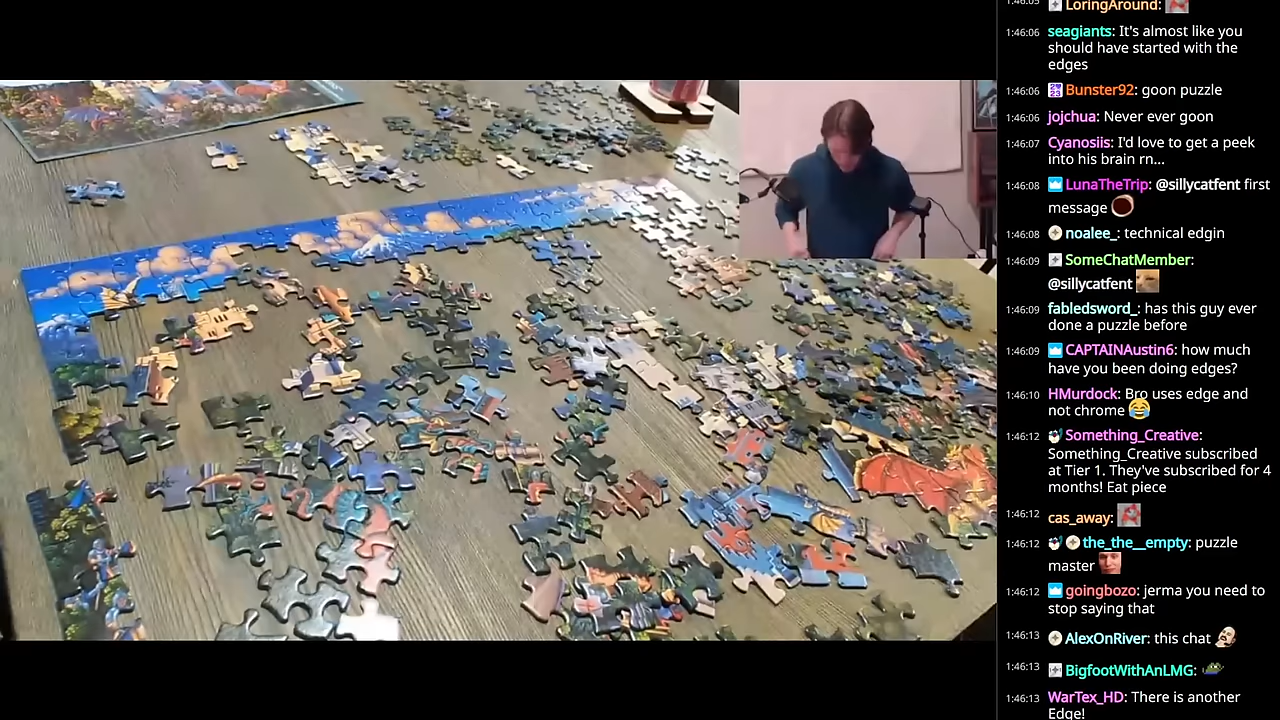 1:46:05 LoringAround:
1:46:06 seagiants: It's almost like you
should have started with the
edges
1:46:06 Bunster92: goon puzzle
1:46:06 jojchua: Never ever goon
1:46:07 Cyanosiis: I'd love to get a peek
into his brain rn...
1:46:08 LunaTheTrip: @sillycatfent first
message
1:46:08 noalee_: technical edgin
1:46:09 SomeChatMember:
@sillycatfent
1:46:09 fabledsword_: has this guy ever
done a puzzle before
1:46:09 CAPTAINAustin6: how much
have you been doing edges?
1:46:10 HMurdock: Bro uses edge and
not chrome
1:46:12 Something_Creative:
Something_Creative subscribed
at Tier 1. They've subscribed for 4
months! Eat piece
1:46:12 cas_away:
1:46:12 the_the__empty: puzzle
master
1:46:12 goingbozo: jerma you need to
stop saying that
1:46:13 AlexOnRiver: this chat
1:46:13 BigfootWithAnLMG:
1:46:13 WarTex_HD: There is another
Edge!